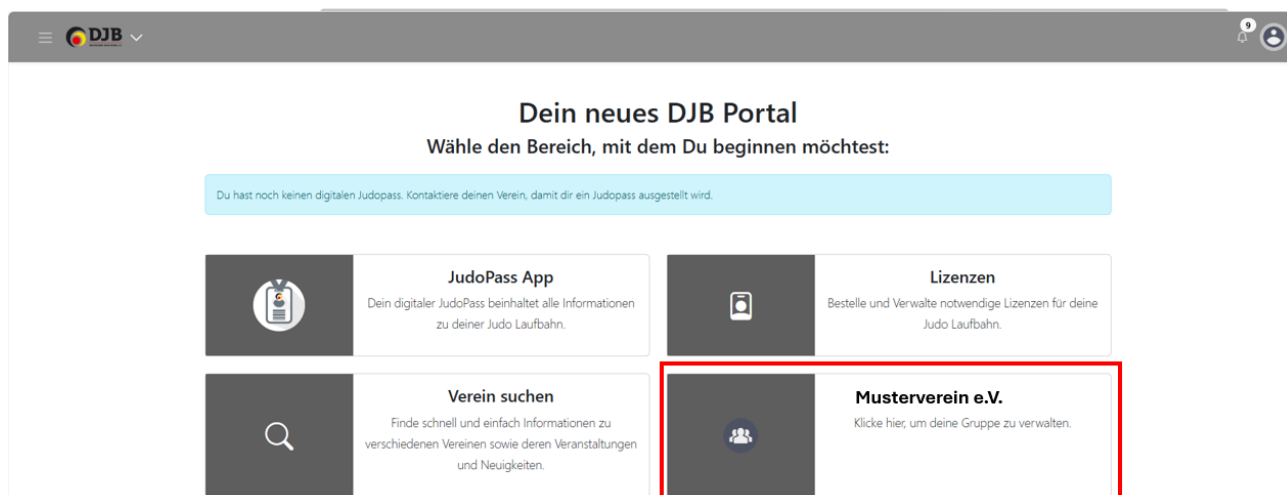 DJB
9
Dein neues DJB Portal
Wähle den Bereich, mit dem Du beginnen möchtest:
Du hast noch keinen digitalen Judopass. Kontaktiere deinen Verein, damit dir ein Judopass ausgestellt wird.
JudoPass App
Dein digitaler JudoPass beinhaltet alle Informationen
zu deiner Judo Laufbahn.
Lizenzen
Bestelle und Verwalte notwendige Lizenzen für deine
Judo Laufbahn.
Verein suchen
Finde schnell und einfach Informationen zu
verschiedenen Vereinen sowie deren Veranstaltungen
und Neuigkeiten.
Musterverein e.V.
Klicke hier, um deine Gruppe zu verwalten.